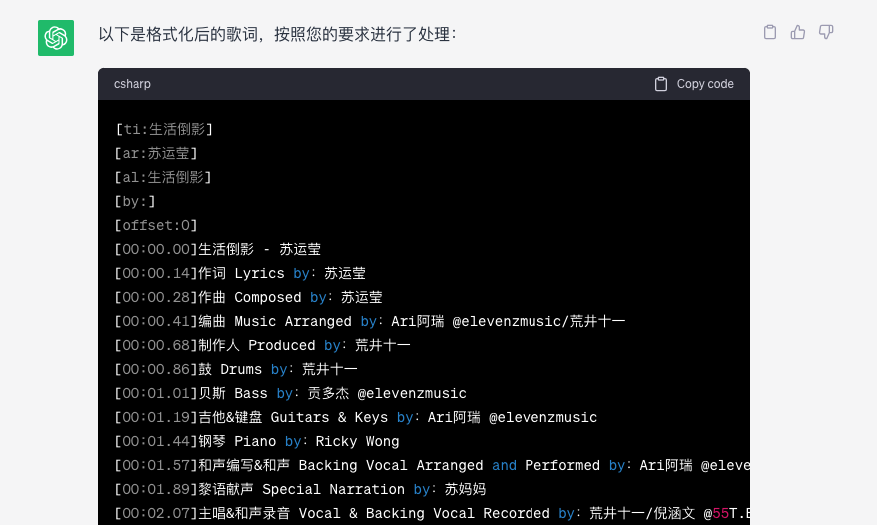 以下是格式化后的歌词，按照您的要求进行了处理：
csharp
Copy code
[ti:生活倒影]
[ar:苏运莹]
[al:生活倒影]
[by:]
[offset:0]
[00:00.00]生活倒影 - 苏运莹
[00:00.14]作词 Lyrics by：苏运莹
[00:00.28]作曲 Composed by：苏运莹
[00:00.41]编曲 Music Arranged by：Ari阿瑞 @elevenzmusic/荒井十一
[00:00.68]制作人 Produced by：荒井十一
[00:00.86]鼓 Drums by：荒井十一
[00:01.01]贝斯 Bass by：贡多杰 @elevenzmusic
[00:01.19]吉他&键盘 Guitars & Keys by：Ari阿瑞 @elevenzmusic
[00:01.44]钢琴 Piano by：Ricky Wong
[00:01.57]和声编写&和声 Backing Vocal Arranged and Performed by：Ari阿瑞 @eleve
[00:01.89]黎语献声 Special Narration by：苏妈妈
[00:02.07]主唱&和声录音 Vocal & Backing Vocal Recorded by：荒井十一/倪涵文 @55T.